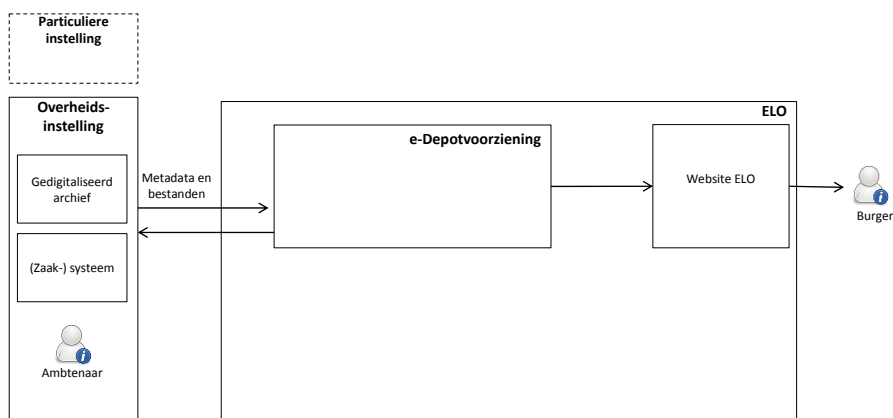 Particuliere
instelling
Overheids-
instelling
Gedigitaliseerd
archief
(Zaak-) systeem
Ambtenaar
Metadata en
bestanden
ELO
e-Depotvoorziening
Website ELO
Burger